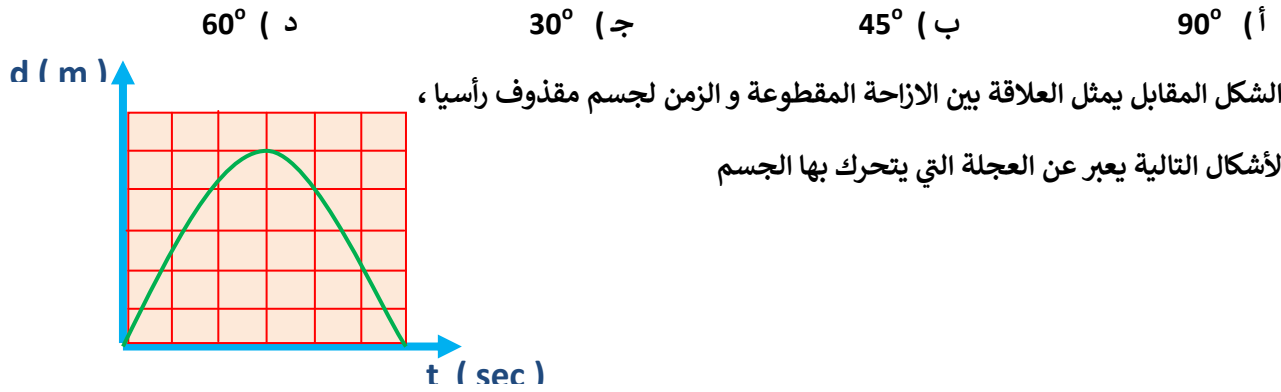 أ ) 90° ب ) 45° جـ ) 30° د ) 60°
d ( m )
الشكل المقابل يمثل العلاقة بين الازاحة المقطوعة و الزمن لجسم مقذوف رأسيا ،
لأشكال التالية يعبر عن العجلة التي يتحرك بها الجسم
t ( sec )